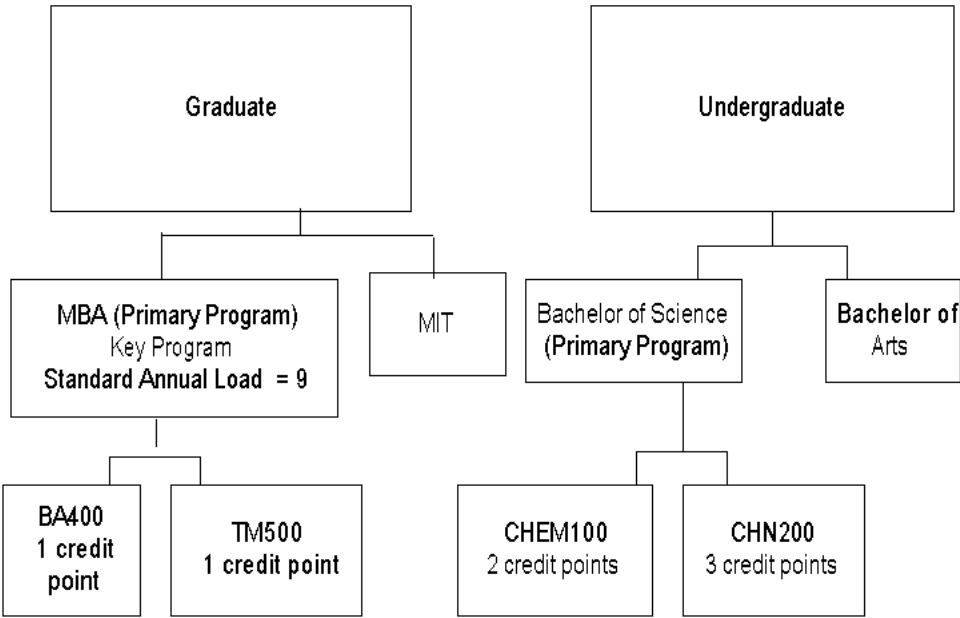 Graduate
Undergraduate
MBA (Primary Program)
Key Program
Standard Annual Load = 9
MIT
Bachelor of Science
(Primary Program)
Bachelor of
Arts
BA400
1 credit
point
TM500
1 credit point
CHEM100
2 credit points
CHN200
3 credit points